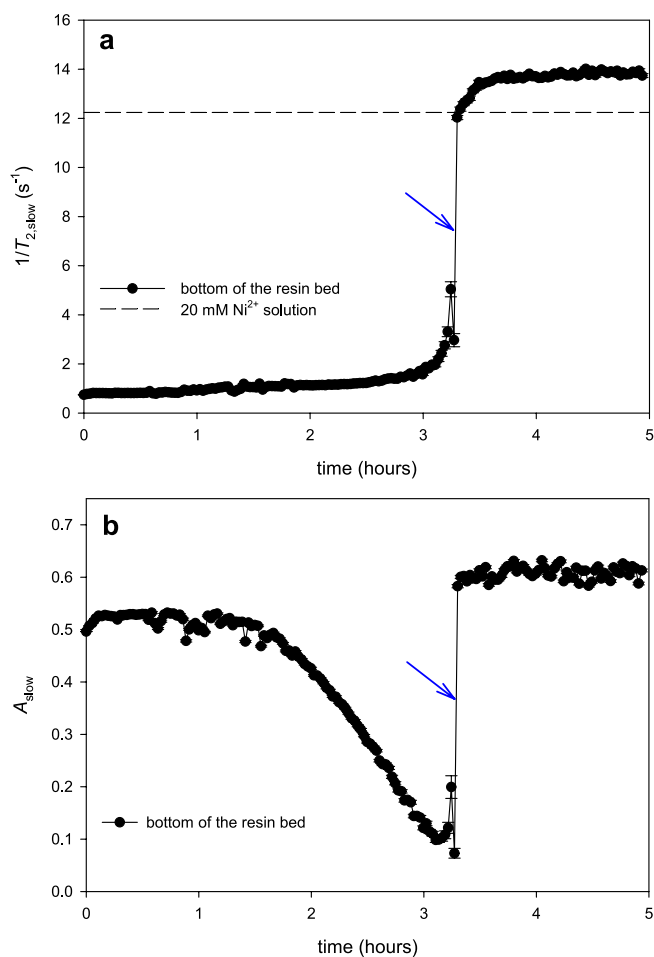 a
14
12
10
8
6
4
2
0
1/T2,slow (s-1)
bottom of the resin bed
20 mM Ni2+ solution
0 1 2 3 4 5
time (hours)
b
0.7
0.6
0.5
0.4
0.3
0.2
0.1
0.0
Aslow
bottom of the resin bed
0 1 2 3 4 5
time (hours)